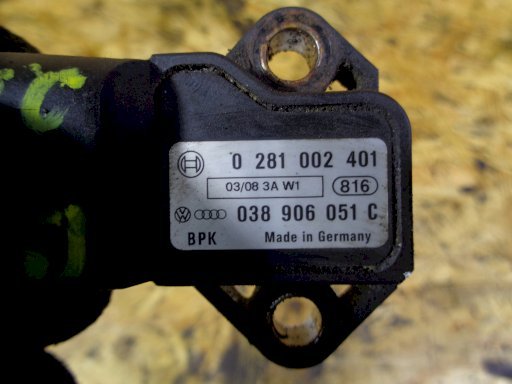 0 281 002 401
03/08 3A W1 816
038 906 051 C
BPK Made in Germany